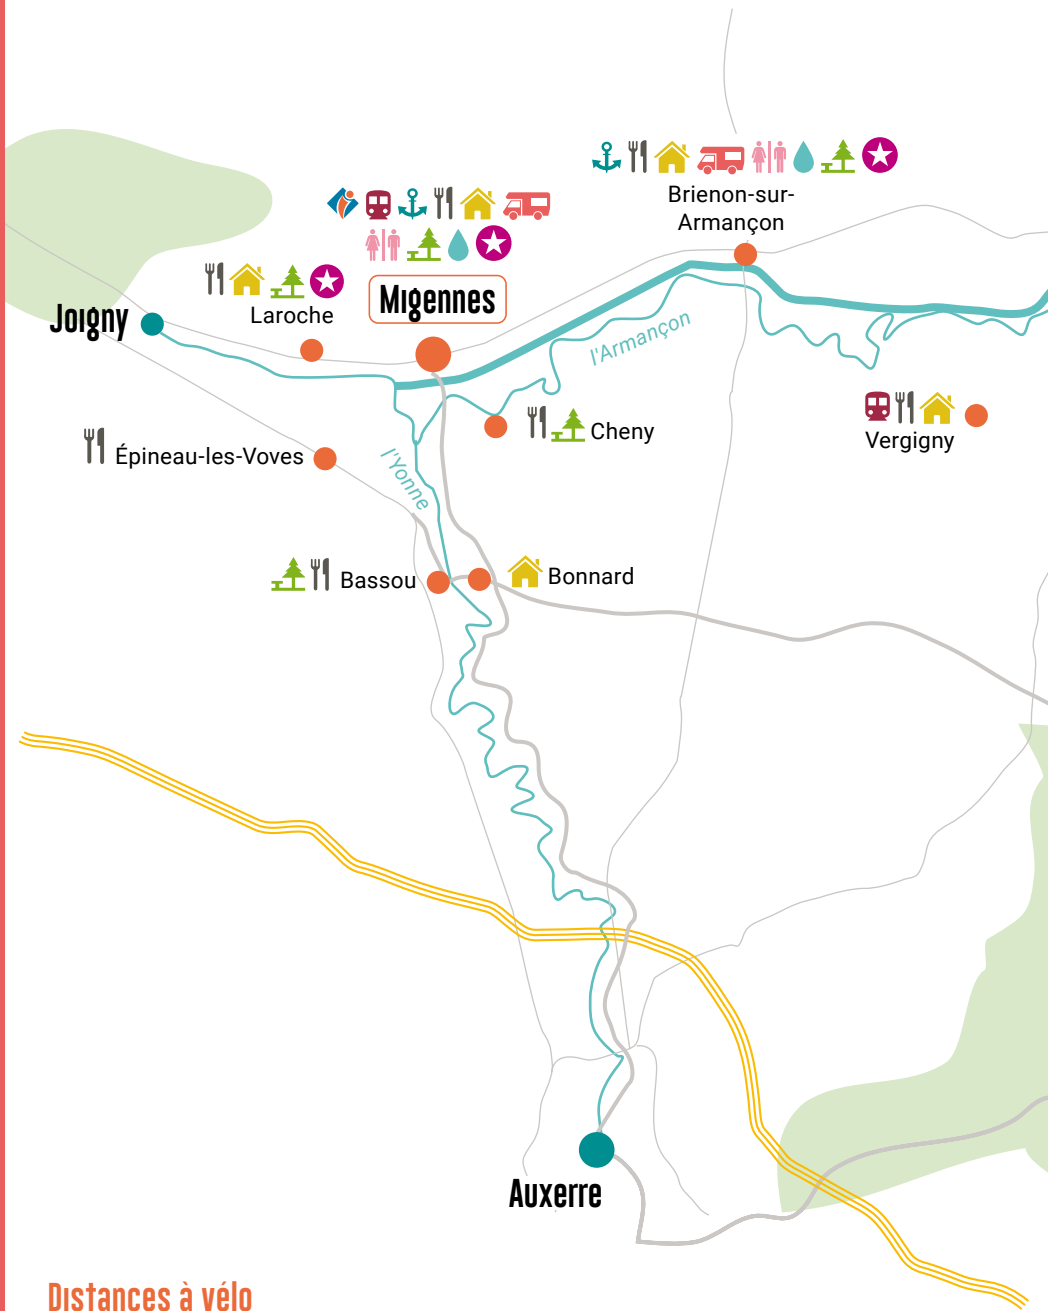 Brienon-sur-
Armançon
Migennes
Laroche
Joigny
l'Armançon
Cheny
Vergigny
Épineau-les-Voves
l'Yonne
Bassou
Bonnard
Auxerre
Distances à vélo